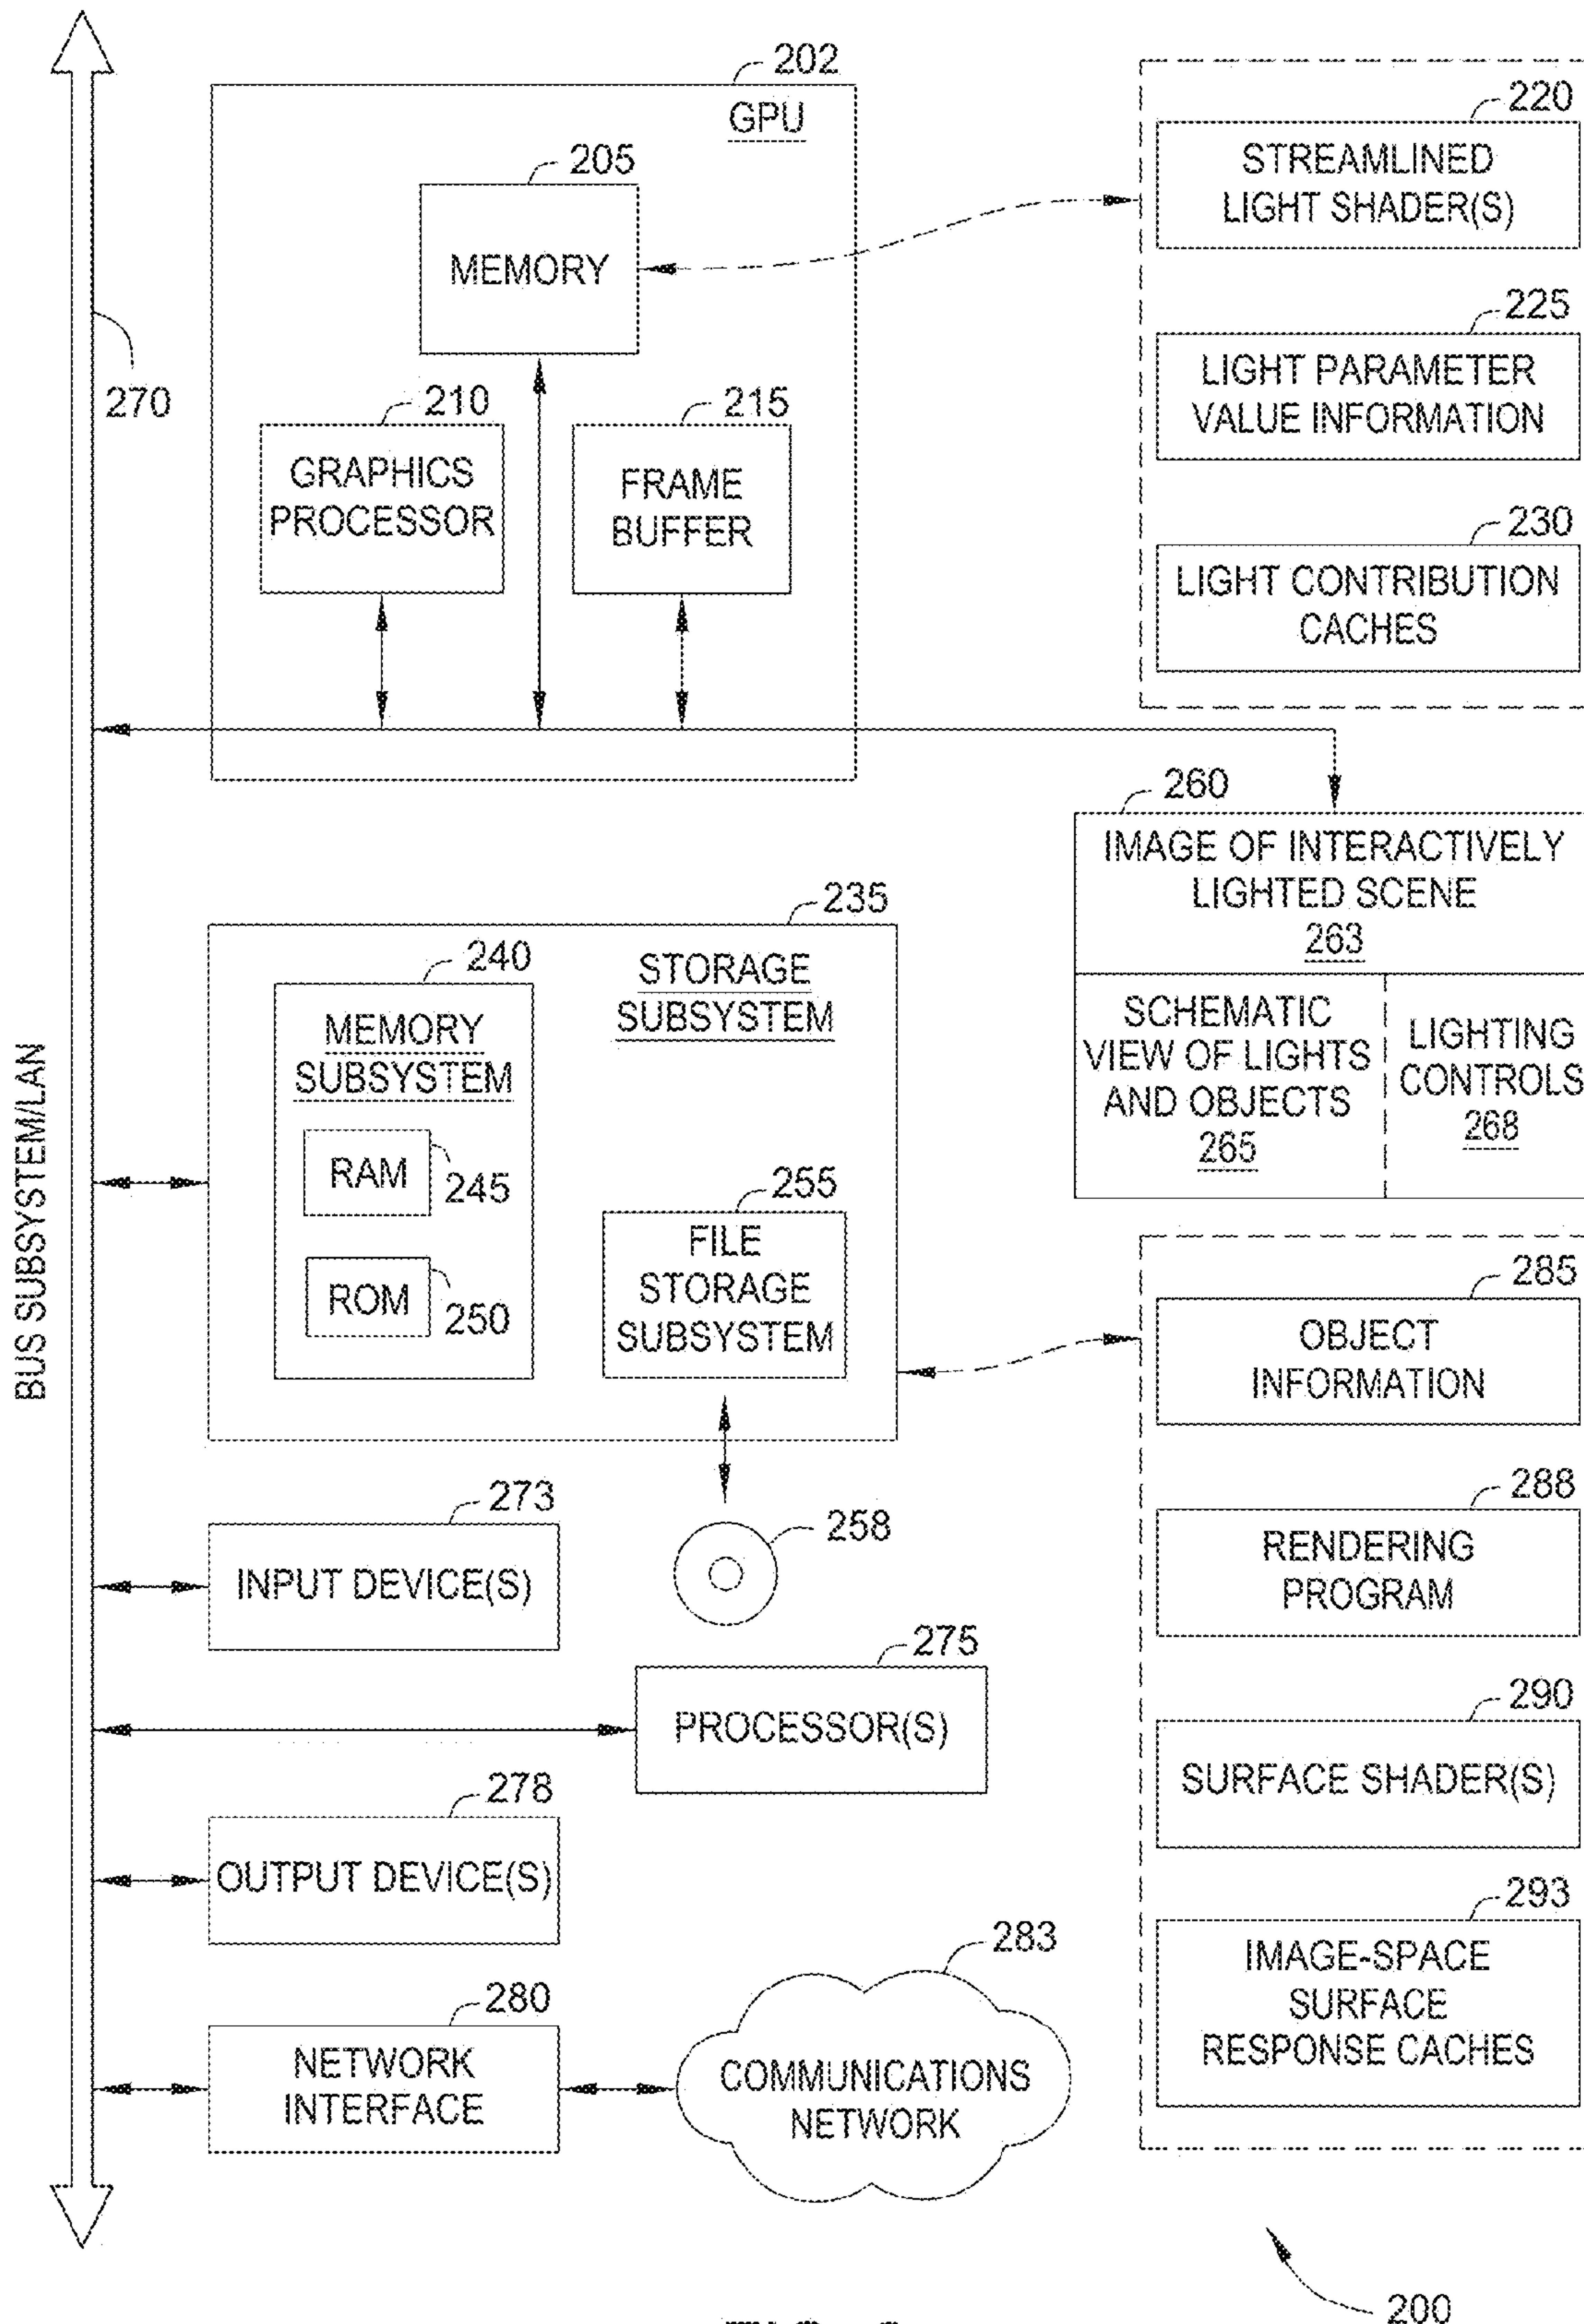 202
GPU
205
MEMORY
210
GRAPHICS
PROCESSOR
215
FRAME
BUFFER
270
220
STREAMLINED
LIGHT SHADER(S)
225
LIGHT PARAMETER
VALUE INFORMATION
230
LIGHT CONTRIBUTION
CACHES
260
IMAGE OF INTERACTIVELY
LIGHTED SCENE
263
SCHEMATIC
VIEW OF LIGHTS
AND OBJECTS
265
LIGHTING
CONTROLS
268
BUS SUBSYSTEM/LAN
235
STORAGE
SUBSYSTEM
240
MEMORY
SUBSYSTEM
RAM
245
ROM
250
255
FILE
STORAGE
SUBSYSTEM
258
273
INPUT DEVICE(S)
275
PROCESSOR(S)
278
OUTPUT DEVICE(S)
280
NETWORK
INTERFACE
283
COMMUNICATIONS
NETWORK
285
OBJECT
INFORMATION
288
RENDERING
PROGRAM
290
SURFACE SHADER(S)
293
IMAGE-SPACE
SURFACE
RESPONSE CACHES
200